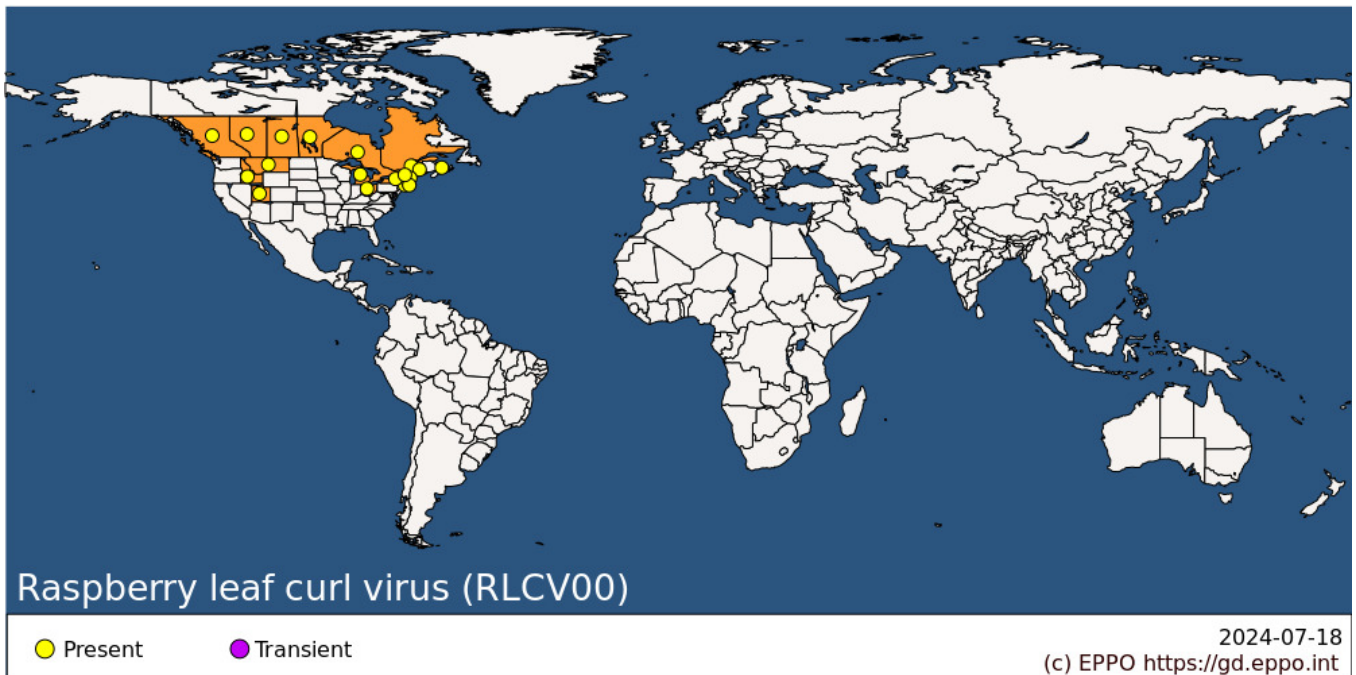 Raspberry leaf curl virus (RLCV00)
Present
Transient
2024-07-18
(c) EPPO https://gd.eppo.int